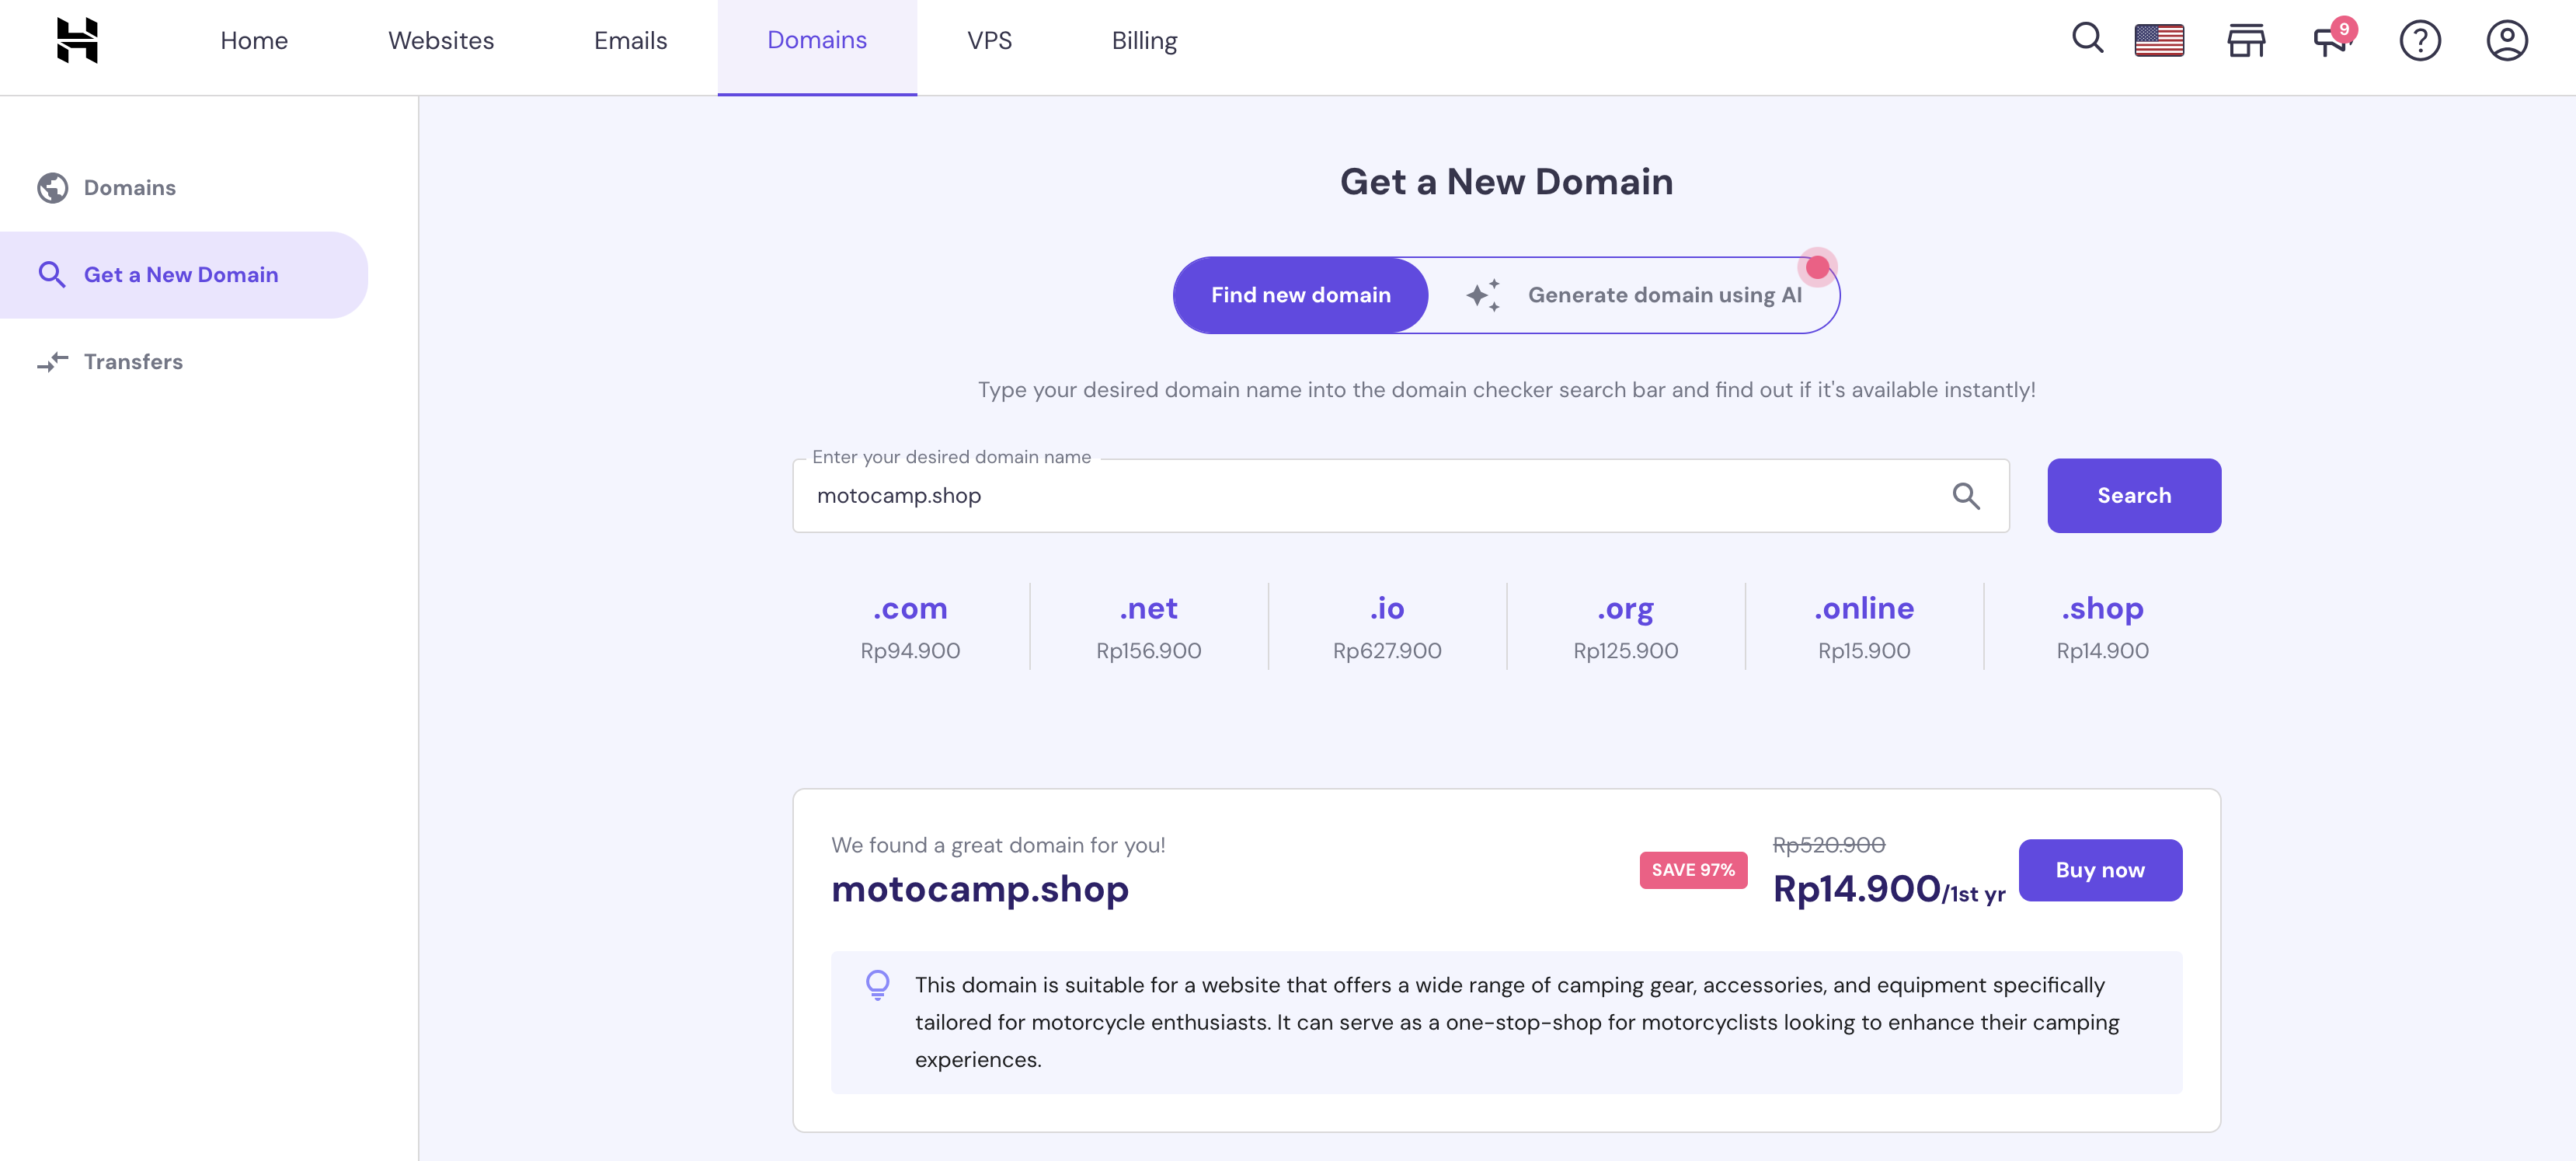 Home
Websites
Emails
Domains
VPS
Billing
9
Domains
Get a New Domain
Transfers
Get a New Domain
Find new domain
Generate domain using AI
Type your desired domain name into the domain checker search bar and find out if it's available instantly!
Enter your desired domain name
motocamp.shop
Search
.com
Rp94.900
.net
Rp156.900
.io
Rp627.900
.org
Rp125.900
.online
Rp15.900
.shop
Rp14.900
We found a great domain for you!
motocamp.shop
SAVE 97%
Rp520.900
Rp14.900/1st yr
Buy now
This domain is suitable for a website that offers a wide range of camping gear, accessories, and equipment specifically
tailored for motorcycle enthusiasts. It can serve as a one-stop-shop for motorcyclists looking to enhance their camping
experiences.